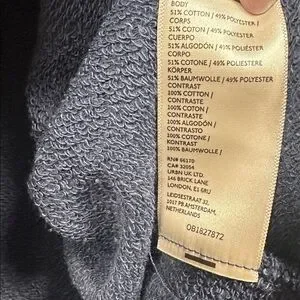 BODY
51% COTTON / 49% POLYESTER /
CORPS
51% COTON / 49% POLYESTER /
CUERPO
51% ALGODÓN / 49% POLIÉSTER /
CORPO
51% COTONE / 49% POLIESTERE /
KÖRPER
51% BAUMWOLLE / 49% POLYESTER
CONTRAST
100% COTTON /
CONTRASTE
100% COTON /
CONTRASTE
100% ALGODÓN /
CONTRASTO
100% COTONE /
KONTRAST
100% BAUMWOLLE /
RN# 66170
CA# 32054
URBN UK LTD.
146 BRICK LANE
LONDON, E1 6RU
LEIDSESTRAAT 32,
1017 PB AMSTERDAM,
NETHERLANDS
OB1827872